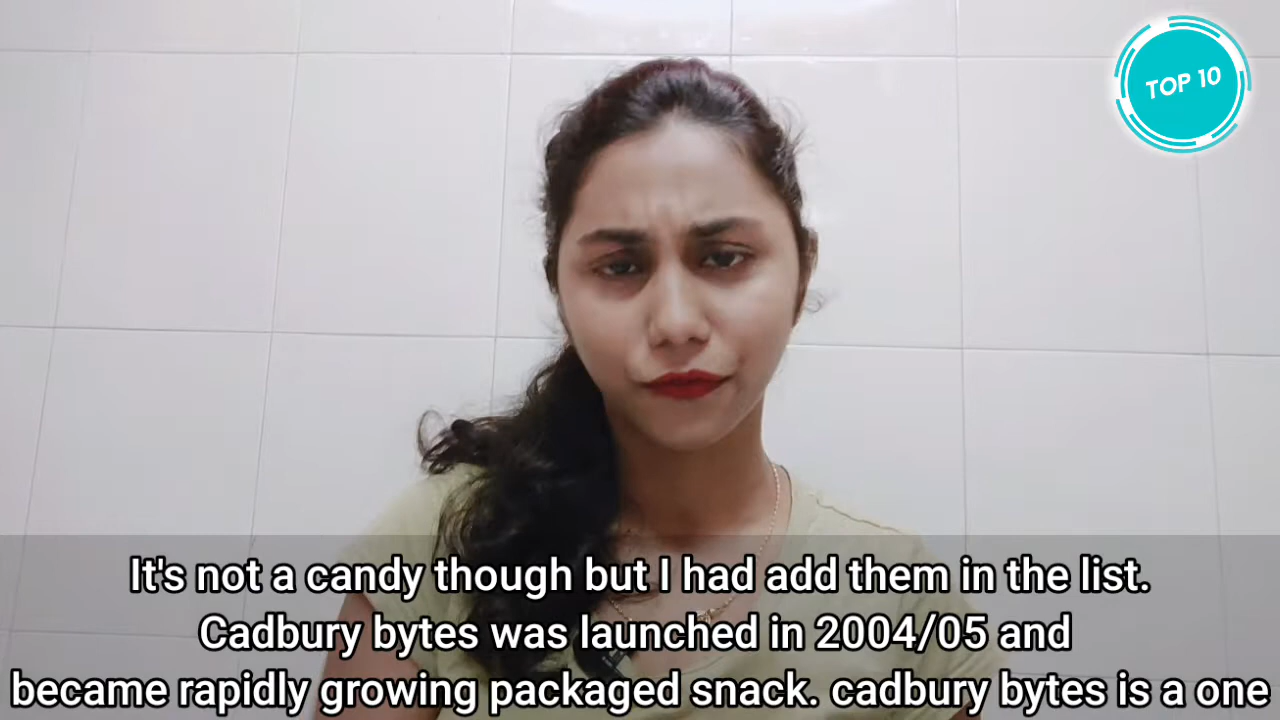 TOP 10
It's not a candy though but I had add them in the list.
Cadbury bytes was launched in 2004/05 and
became rapidly growing packaged snack. cadbury bytes is a one